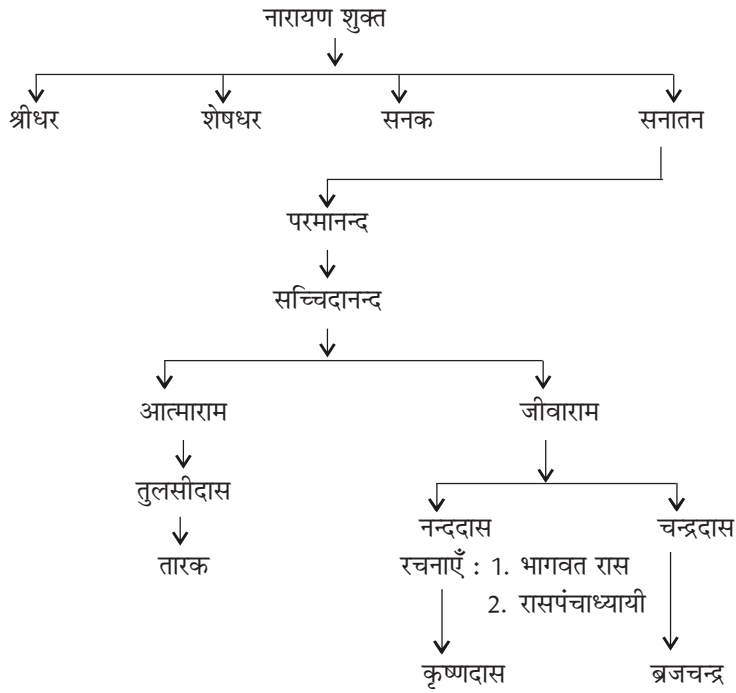 नारायण शुक्त
श्रीधर शेषधर सनक सनातन
परमानन्द
सच्चिदानन्द
आत्माराम जीवाराम
तुलसीदास
नन्ददास चन्द्रदास
तारक रचनाएँ : 1. भागवत रास
2. रासपंचाध्यायी
कृष्णदास ब्रजचन्द्र